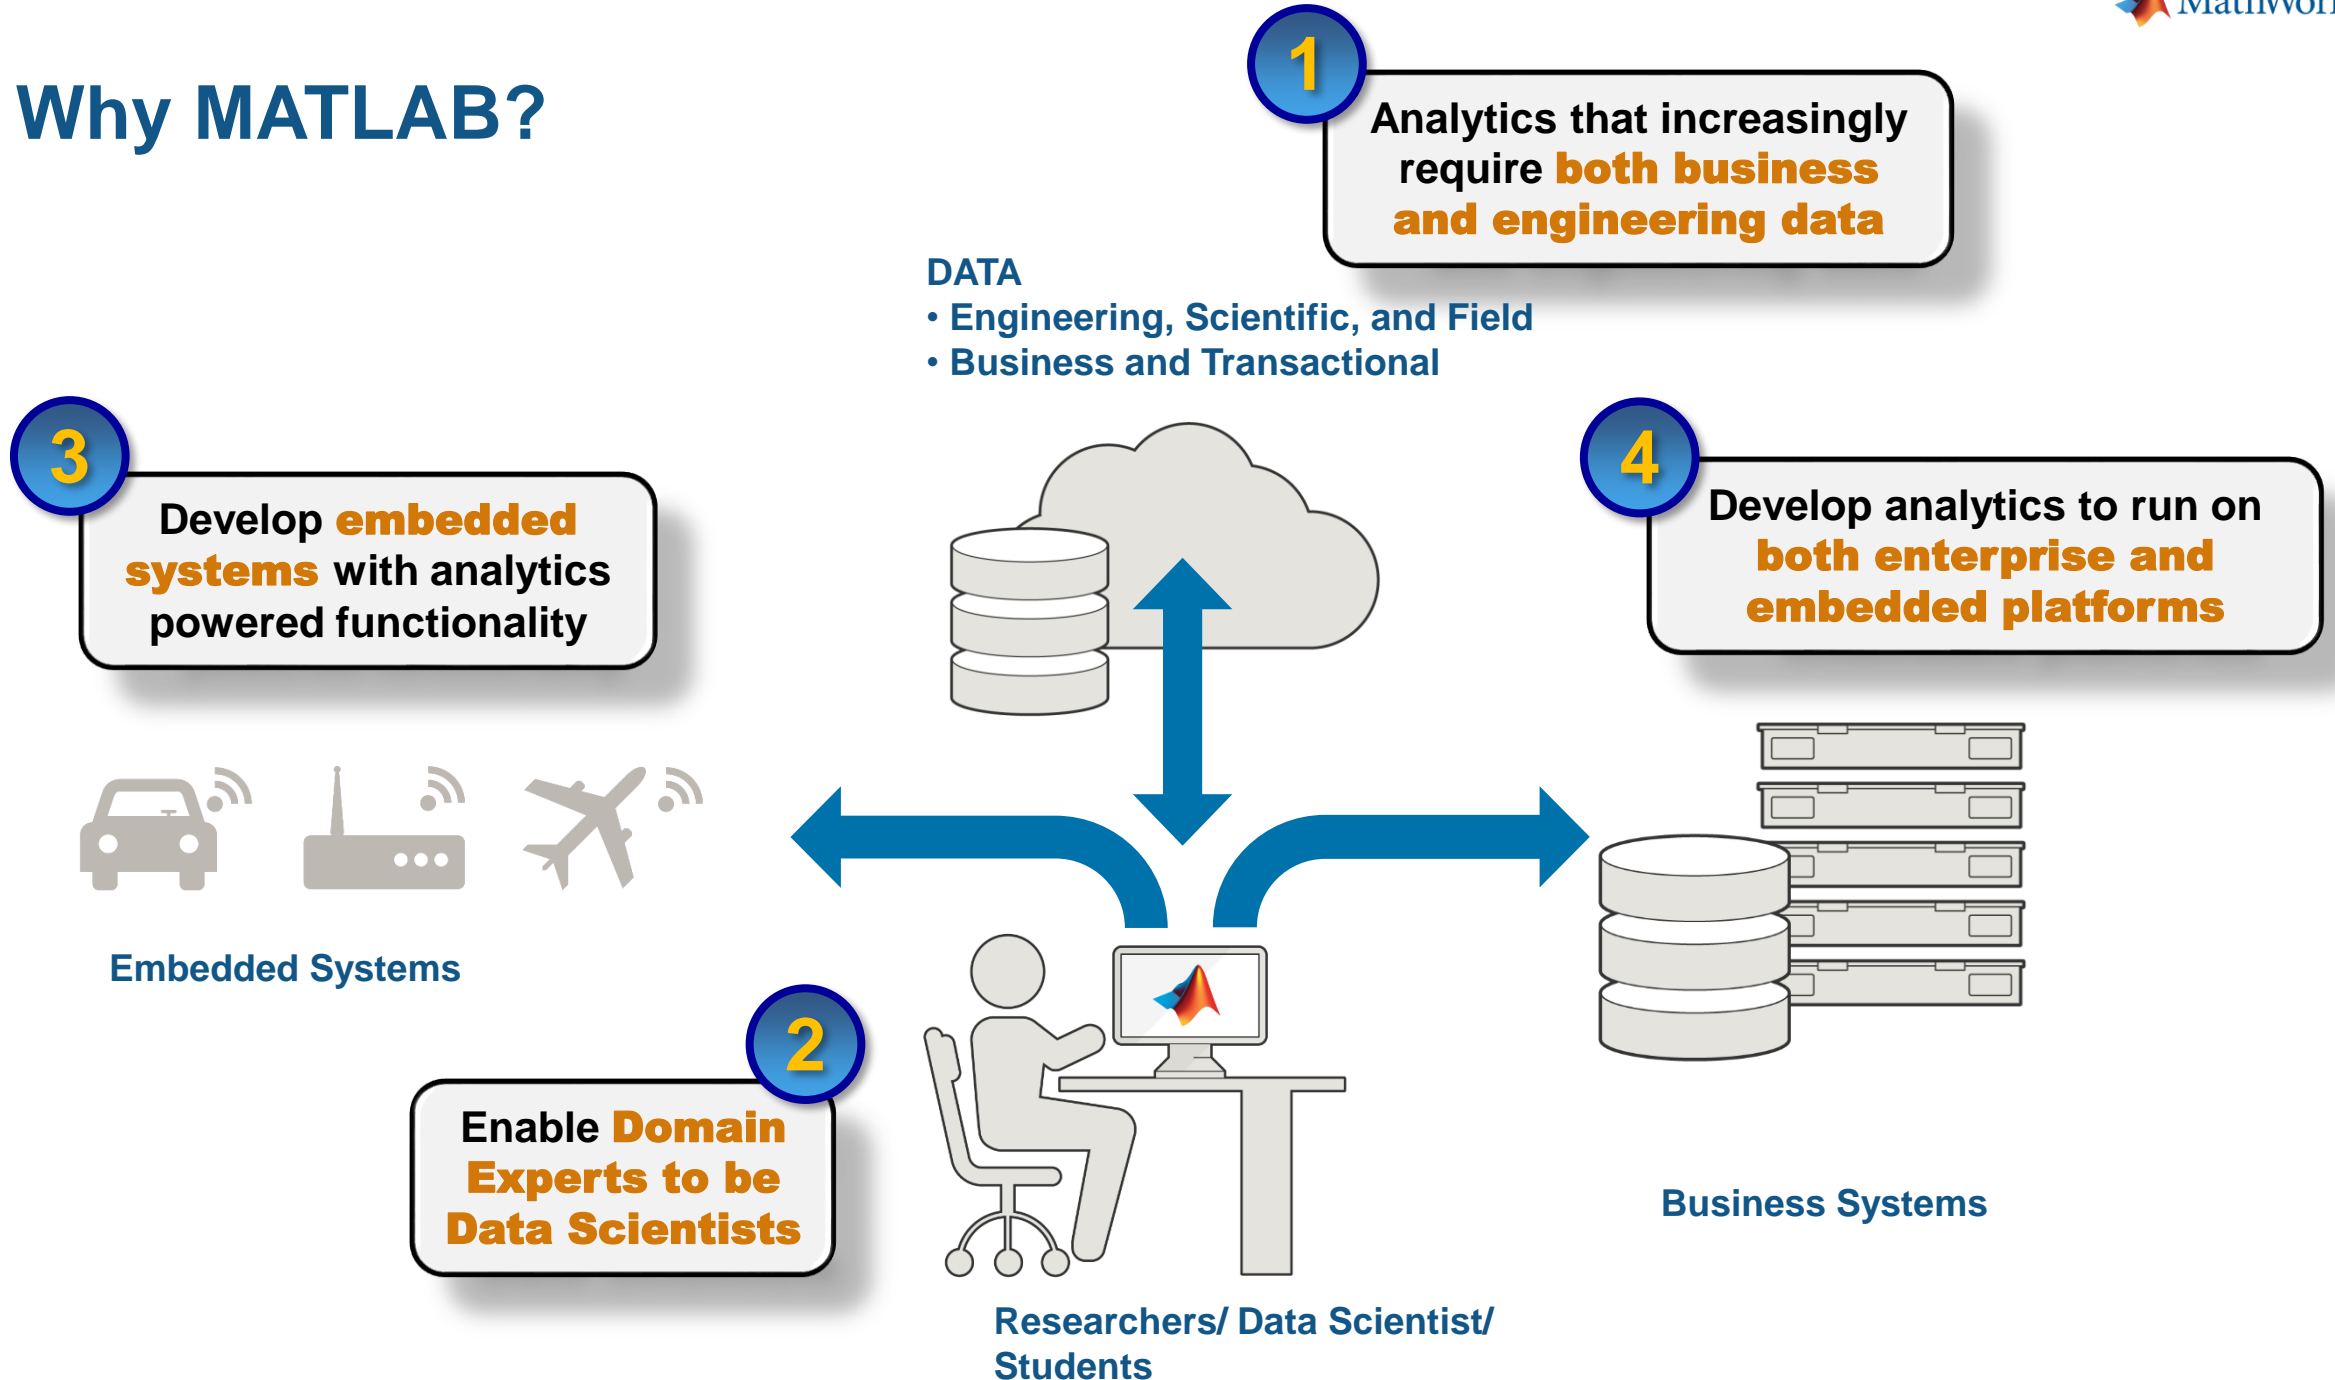 Why MATLAB?
1
Analytics that increasingly
require both business
and engineering data
DATA
• Engineering, Scientific, and Field
• Business and Transactional
3
Develop embedded
systems with analytics
powered functionality
4
Develop analytics to run on
both enterprise and
embedded platforms
Embedded Systems
2
Enable Domain
Experts to be
Data Scientists
Business Systems
Researchers/ Data Scientist/
Students